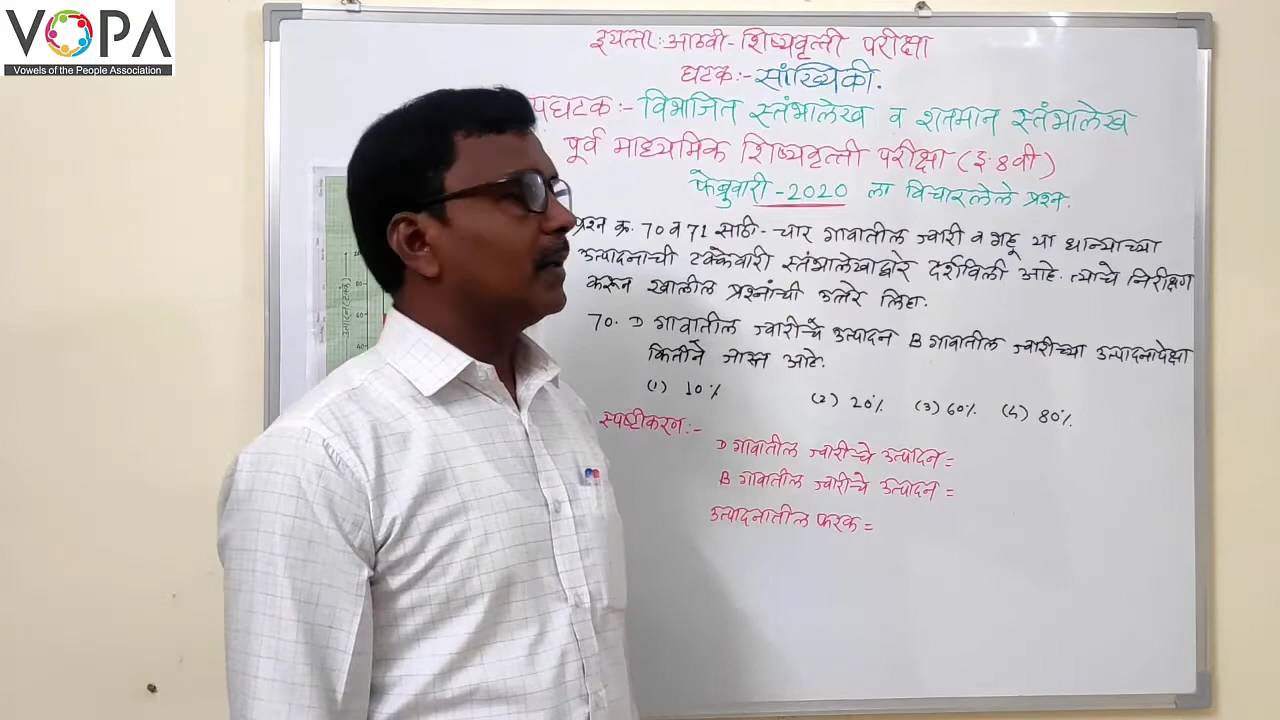 VOPA
Vowels of the People Association
इयत्ता:आठवी-शिष्यवृत्ती परीक्षा
घटक:-सांख्यिकी.
पघटक:-विभाजित स्तंभालेख व शतमान स्तंभालेख
पूर्व माध्यमिक शिष्यवृत्ती परीक्षा (इ.8वी)
फेब्रुवारी-2020 ला विचारलेले प्रश्न.
प्रश्न क्र. 70 व 71 साठी- चार गावातील ज्वारी व गहू या धान्याच्या
उत्पादनाची टक्केवारी स्तंभालेखाद्वारे दर्शविली आहे. त्याचे निरीक्षण
करून खालील प्रश्नांची उत्तरे लिहा.
70. D गावातील ज्वारीचे उत्पादन B गावातील ज्वारीच्या उत्पादनापेक्षा
कितीने जास्त आहे.
(1) 10% (2) 20% (3) 60% (4) 80%
स्पष्टीकरण:-
D गावातील ज्वारीचे उत्पादन=
B गावातील ज्वारीचे उत्पादन=
उत्पादनातील फरक=